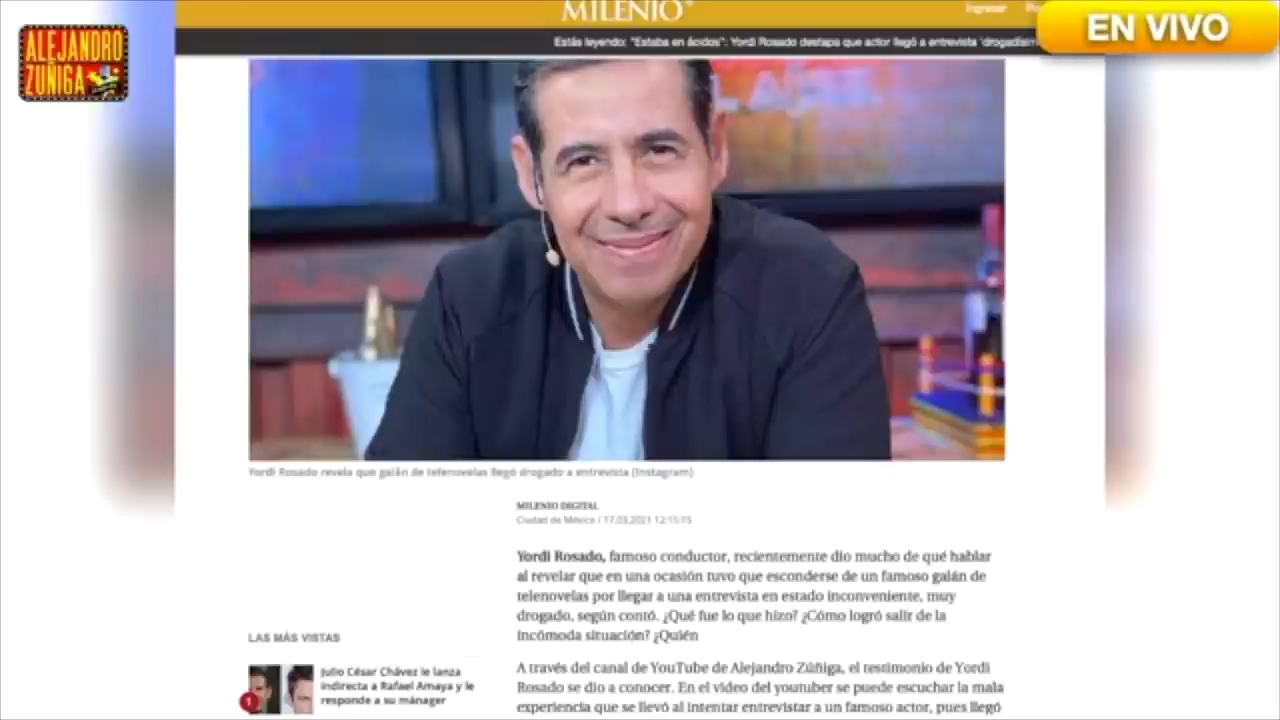 MILENIO
Ingresar
EN VIVO
ALEJANDRO
ZÚÑIGA
Estás leyendo: "Estaba en ácidos": Yordi Rosado destapa que actor llegó a entrevista
Yordi Rosado revela que galán de telenovelas llegó drogado a entrevista (Instagram)
MILENIO DIGITAL
Ciudad de México / 17.03.2021 12:15:15
Yordi Rosado, famoso conductor, recientemente dio mucho de qué hablar
al revelar que en una ocasión tuvo que esconderse de un famoso galán de
telenovelas por llegar a una entrevista en estado inconveniente, muy
drogado, según contó. ¿Qué fue lo que hizo? ¿Cómo logró salir de la
incómoda situación? ¿Quién
LAS MÁS VISTAS
1
Julio César Chávez le lanza
indirecta a Rafael Amaya y le
responde a su mánager
A través del canal de YouTube de Alejandro Zúñiga, el testimonio de Yordi
Rosado se dio a conocer. En el video del youtuber se puede escuchar la mala
experiencia que se llevó al intentar entrevistar a un famoso actor, pues llegó